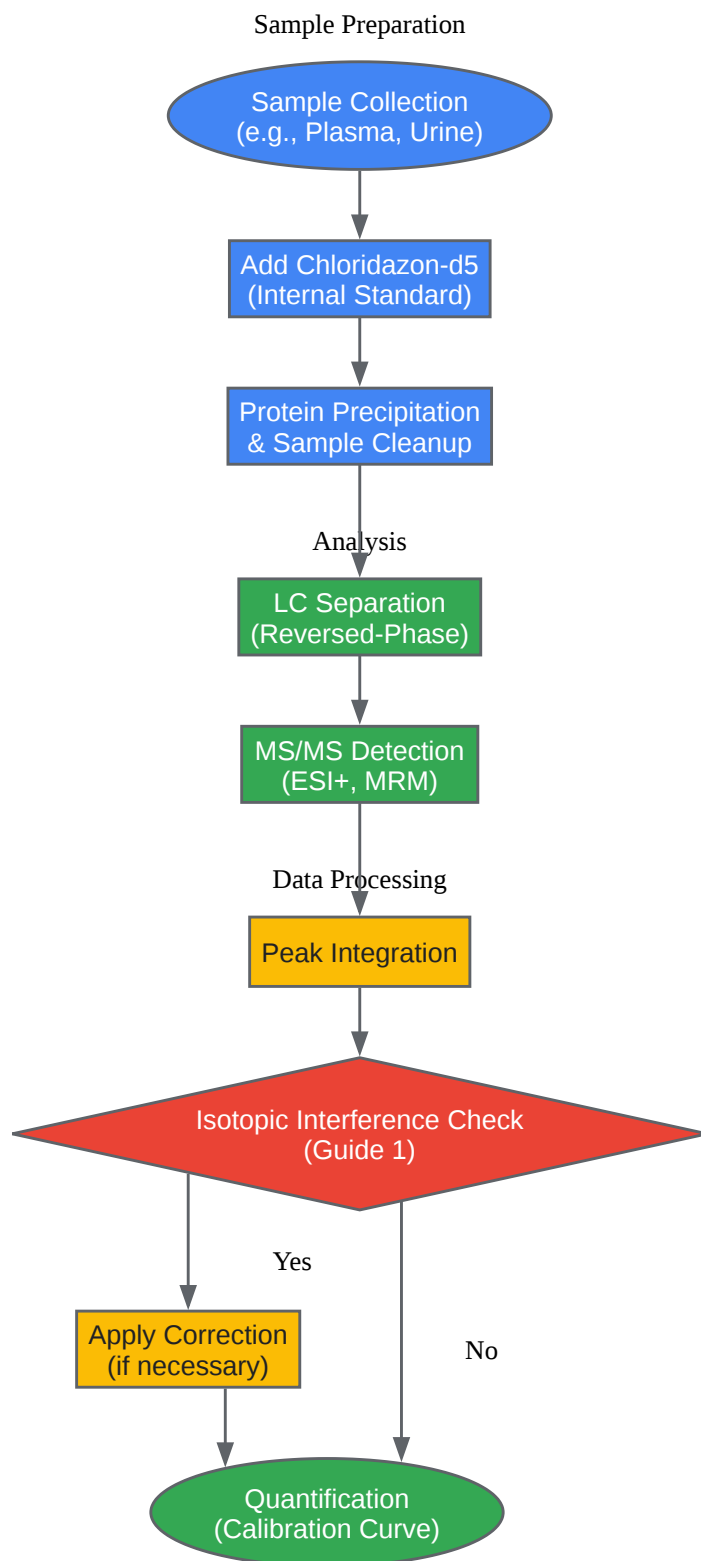 Sample Preparation
Sample Collection
(e.g., Plasma, Urine)
Add Chloridazon-d5
(Internal Standard)
Protein Precipitation
& Sample Cleanup
Analysis
LC Separation
(Reversed-Phase)
MS/MS Detection
(ESI+, MRM)
Data Processing
Peak Integration
Isotopic Interference Check
(Guide 1)
Yes
Apply Correction
(if necessary)
No
Quantification
(Calibration Curve)